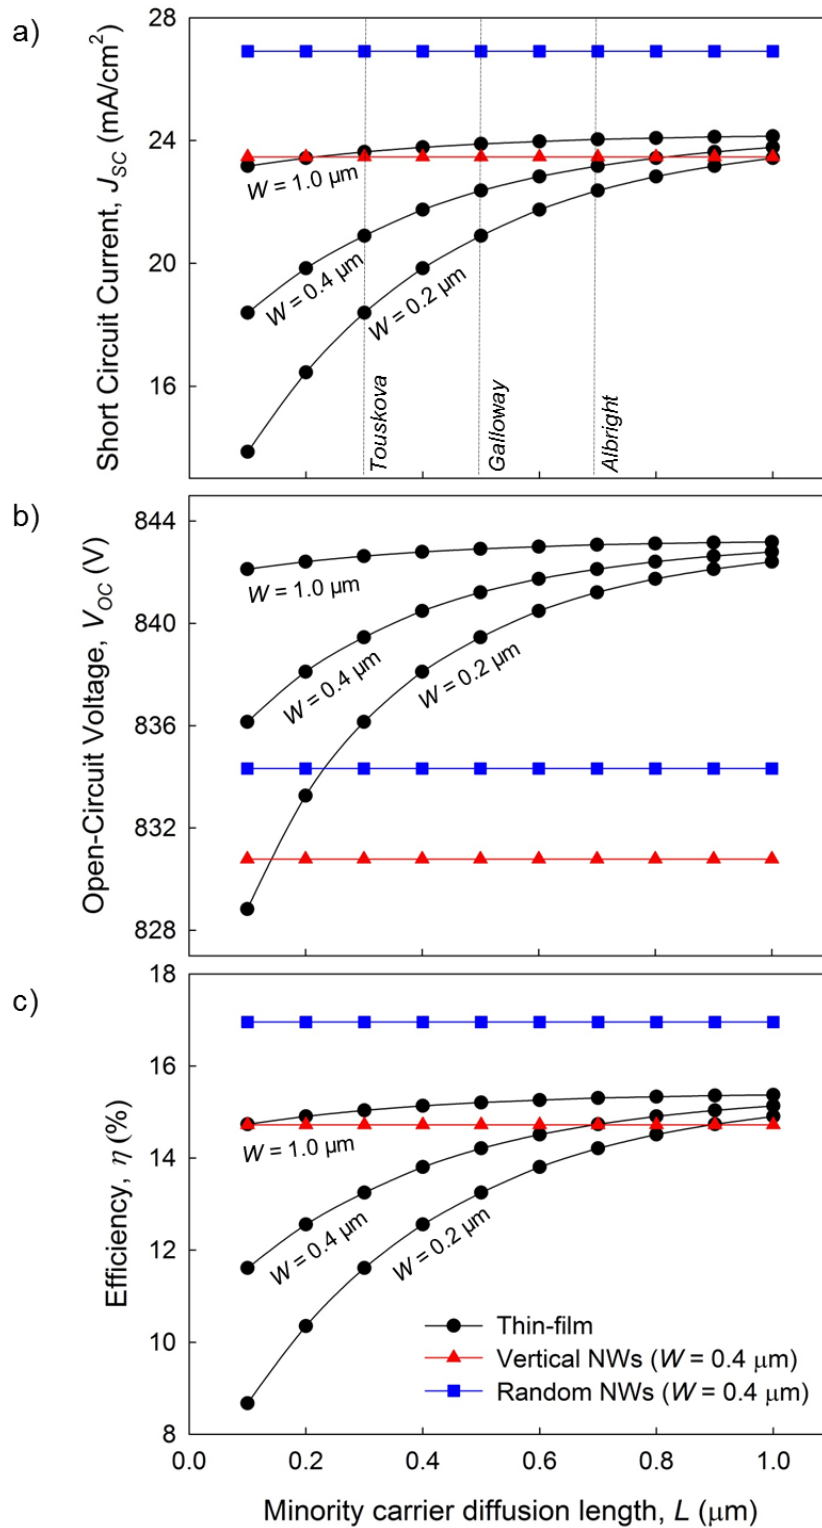 a)
Short Circuit Current, J_SC (mA/cm²)
28
24
20
16
W = 1.0 µm
W = 0.4 µm
W = 0.2 µm
Touskova
Galloway
Albright
b)
Open-Circuit Voltage, V_OC (V)
844
840
836
832
828
W = 1.0 µm
W = 0.4 µm
W = 0.2 µm
c)
Efficiency, η (%)
18
16
14
12
10
8
W = 1.0 µm
W = 0.4 µm
W = 0.2 µm
Thin-film
Vertical NWs (W = 0.4 µm)
Random NWs (W = 0.4 µm)
0.0 0.2 0.4 0.6 0.8 1.0
Minority carrier diffusion length, L (µm)